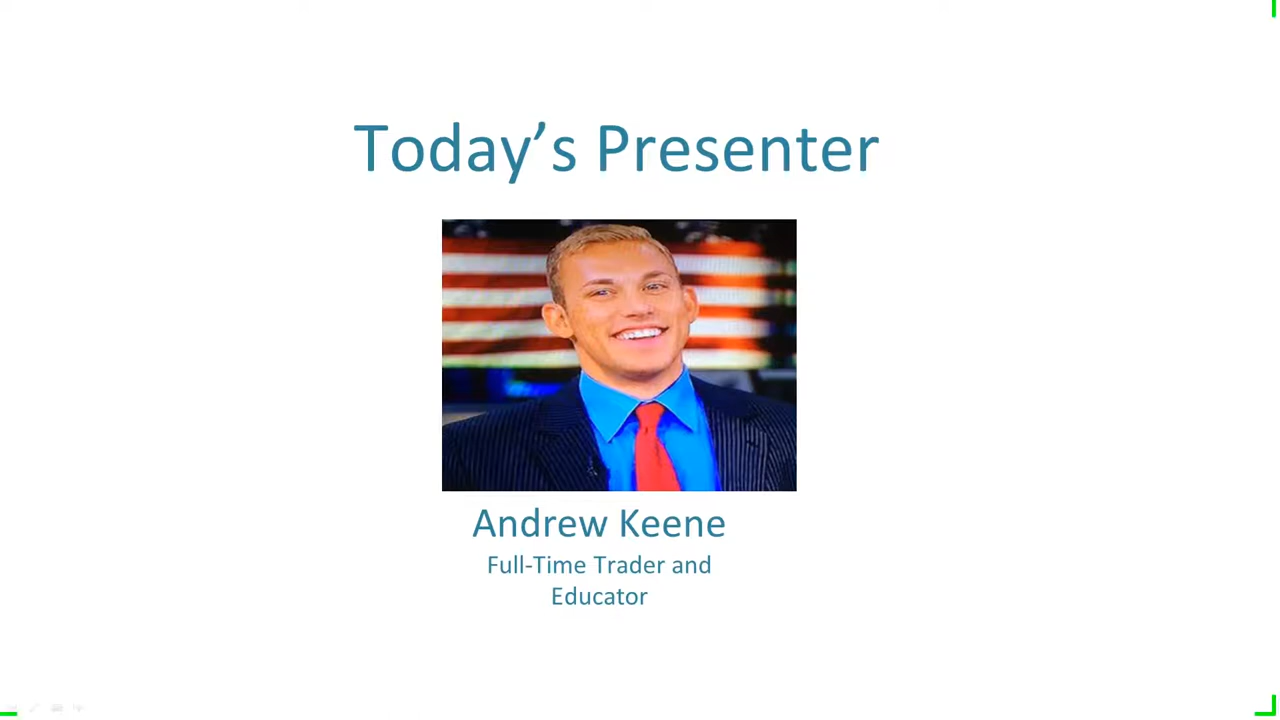 Today’s Presenter
Andrew Keene
Full-Time Trader and
Educator